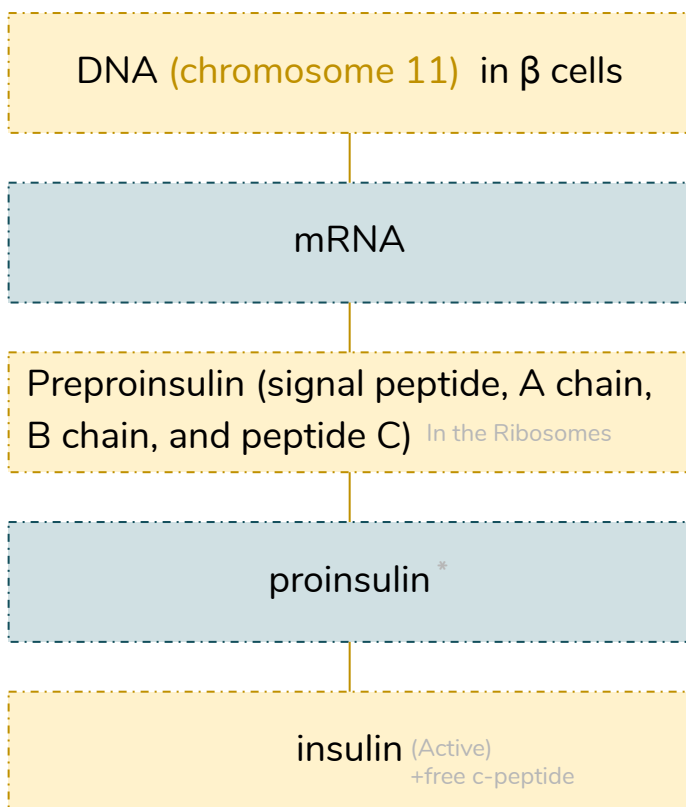 DNA (chromosome 11) in β cells
mRNA
Preproinsulin (signal peptide, A chain,
B chain, and peptide C) In the Ribosomes
proinsulin *
insulin (Active)
+free c-peptide